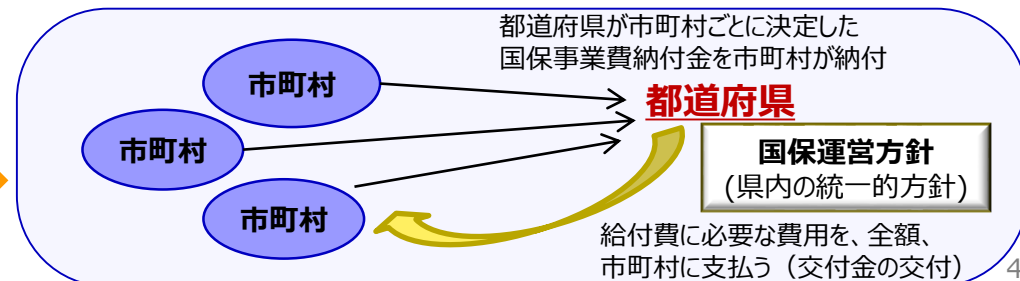 都道府県が市町村ごとに決定した
国保事業費納付金を市町村が納付
市町村
都道府県
市町村
国保運営方針
(県内の統一的方針)
市町村
給付費に必要な費用を、全額、
市町村に支払う（交付金の交付）
4